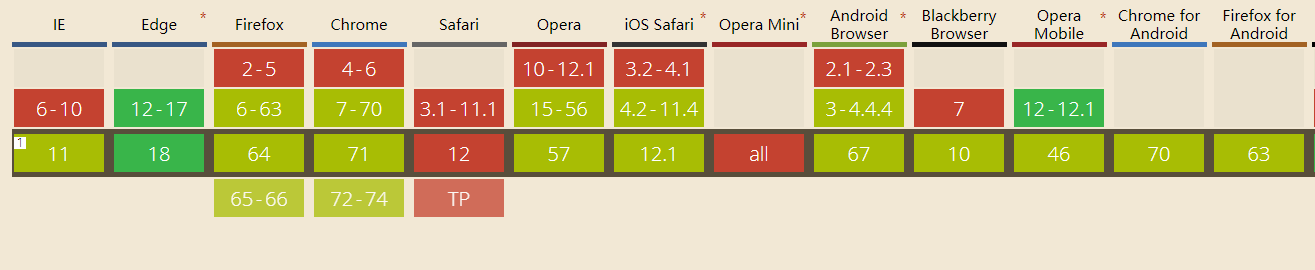 IE Edge * Firefox Chrome Safari Opera iOS Safari * Opera Mini * Android Browser * Blackberry Browser Opera Mobile * Chrome for Android Firefox for Android
2-5 4-6 10-12.1 3.2-4.1 2.1-2.3
6-10 12-17 6-63 7-70 3.1-11.1 15-56 4.2-11.4 3-4.4.4 7 12-12.1
1 11 18 64 71 12 57 12.1 all 67 10 46 70 63
65-66 72-74 TP